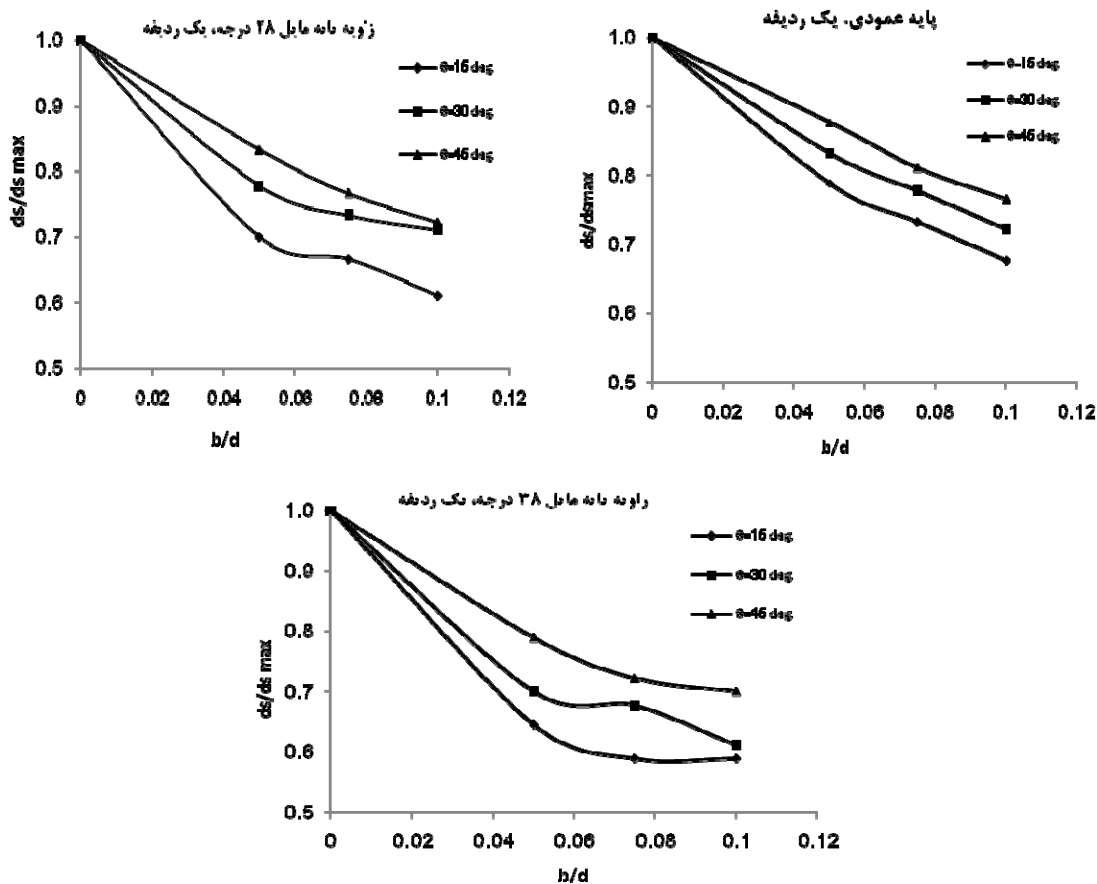 زاویه پایه مایل ۲۸ درجه، یک ردیفه
1.0
0.9
0.8
0.7
0.6
0.5
ds/ds max
0 0.02 0.04 0.06 0.08 0.1 0.12
b/d
θ=15 deg
θ=30 deg
θ=45 deg
پایه عمودی، یک ردیفه
1.0
0.9
0.8
0.7
0.6
0.5
ds/dsmax
0 0.02 0.04 0.06 0.08 0.1 0.12
b/d
θ=15 deg
θ=30 deg
θ=45 deg
زاویه پایه مایل ۳۸ درجه، یک ردیفه
1.0
0.9
0.8
0.7
0.6
0.5
ds/ds max
0 0.02 0.04 0.06 0.08 0.1 0.12
b/d
θ=15 deg
θ=30 deg
θ=45 deg